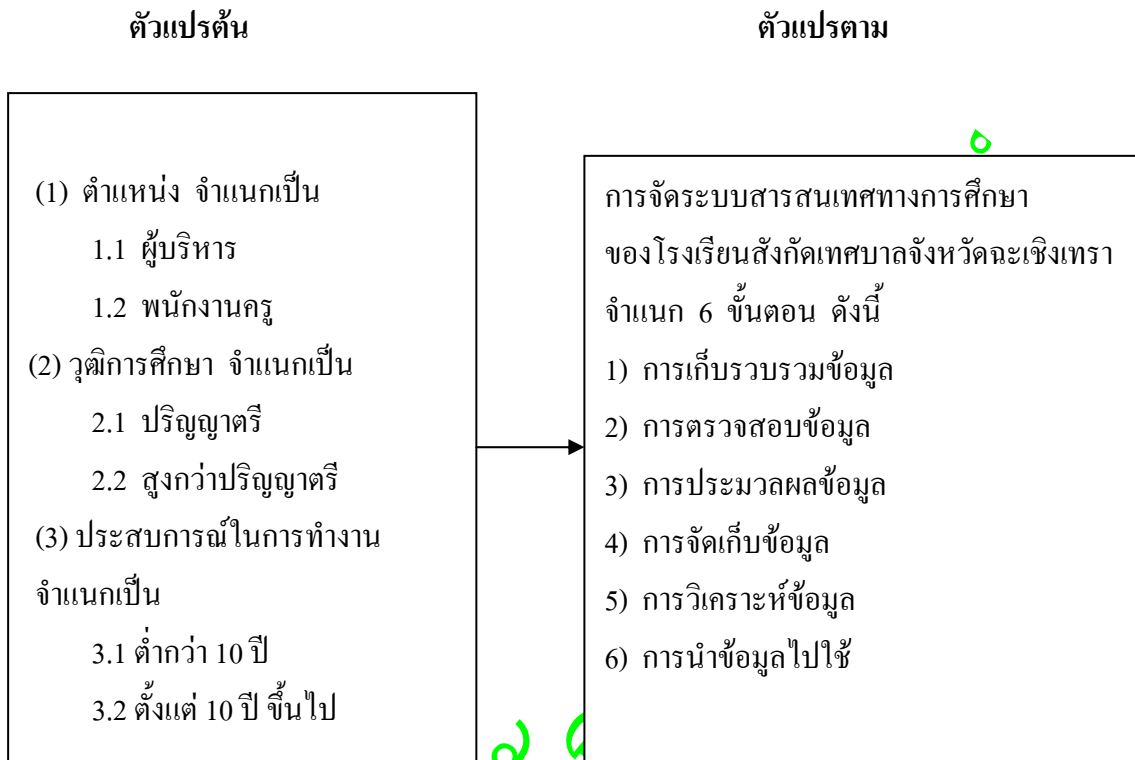 ตัวแปรต้น
ตัวแปรตาม
(1) ตำแหน่ง จำแนกเป็น
1.1 ผู้บริหาร
1.2 พนักงานครู
(2) วุฒิการศึกษา จำแนกเป็น
2.1 ปริญญาตรี
2.2 สูงกว่าปริญญาตรี
(3) ประสบการณ์ในการทำงาน
จำแนกเป็น
3.1 ต่ำกว่า 10 ปี
3.2 ตั้งแต่ 10 ปี ขึ้นไป
การจัดระบบสารสนเทศทางการศึกษา
ของโรงเรียนสังกัดเทศบาลจังหวัดฉะเชิงเทรา
จำแนก 6 ขั้นตอน ดังนี้
1) การเก็บรวบรวมข้อมูล
2) การตรวจสอบข้อมูล
3) การประมวลผลข้อมูล
4) การจัดเก็บข้อมูล
5) การวิเคราะห์ข้อมูล
6) การนำข้อมูลไปใช้